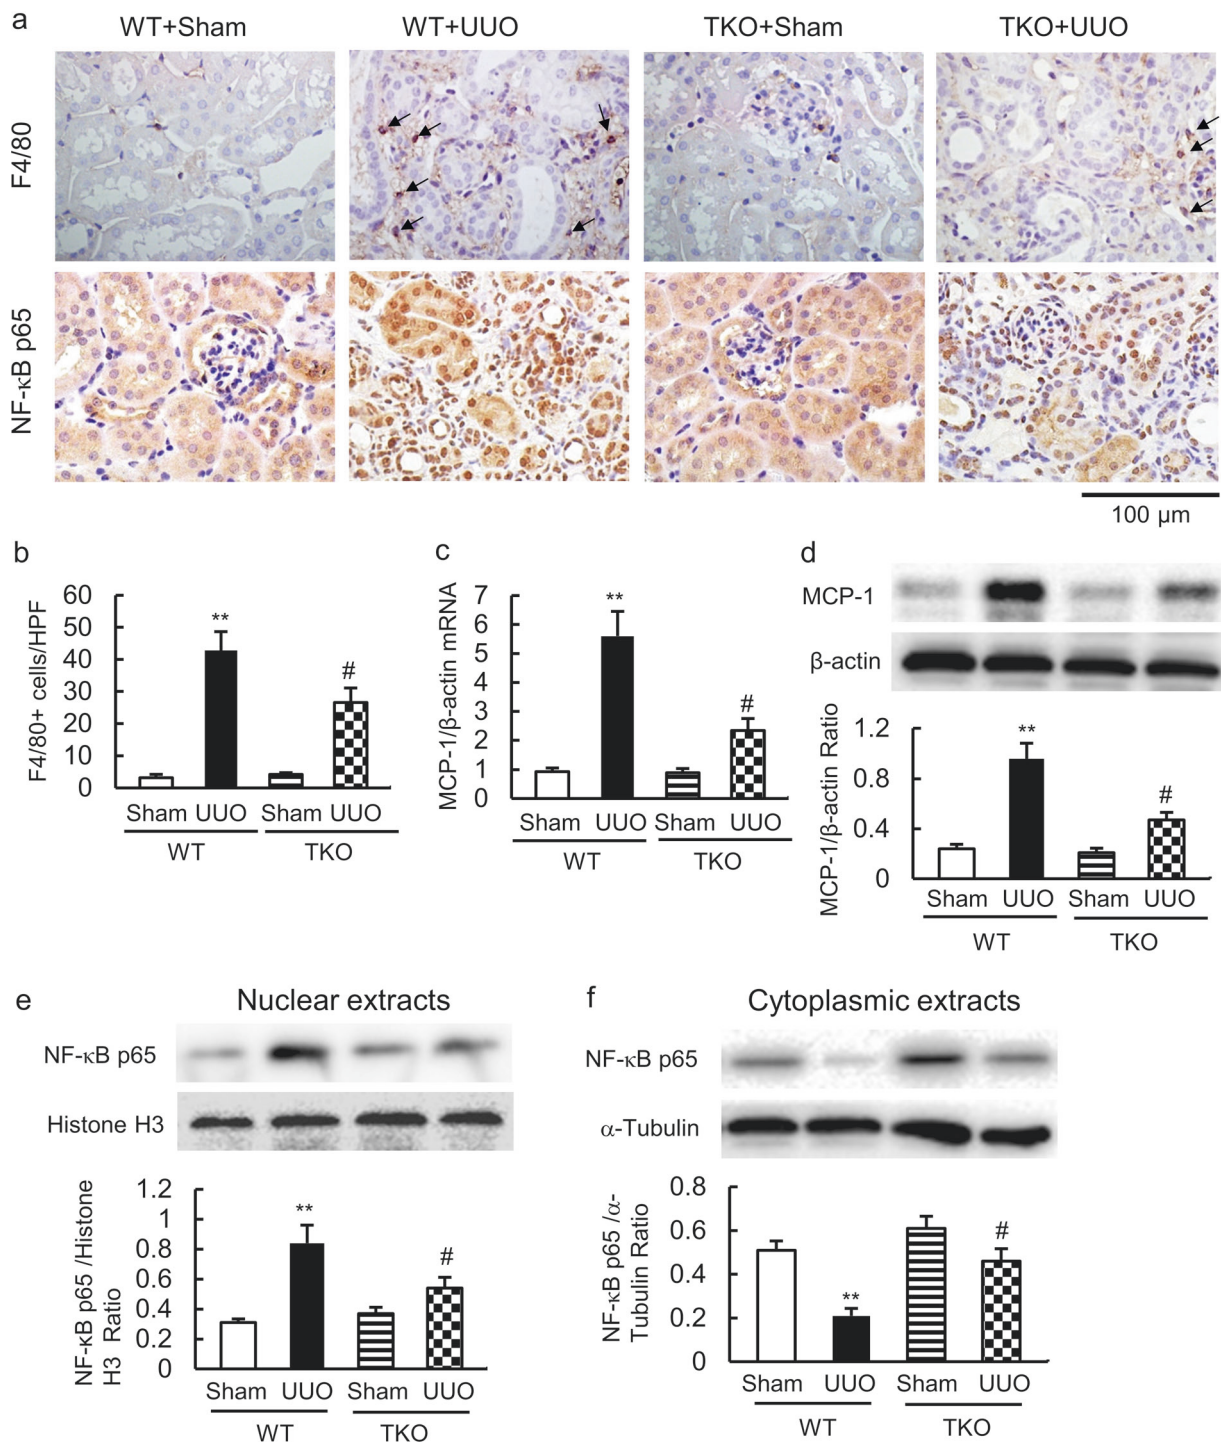 a
WT+Sham
WT+UUO
TKO+Sham
TKO+UUO
F4/80
NF-κB p65
100 μm
b
F4/80+ cells/HPF
60
50
40
30
20
10
0
**
#
Sham UUO Sham UUO
WT
TKO
c
MCP-1/β-actin mRNA
7
6
5
4
3
2
1
0
**
#
Sham UUO Sham UUO
WT
TKO
d
MCP-1
β-actin
MCP-1/β-actin Ratio
1.2
0.8
0.4
0
**
#
Sham UUO Sham UUO
WT
TKO
e
Nuclear extracts
NF-κB p65
Histone H3
NF-κB p65 /Histone
H3 Ratio
1.2
1
0.8
0.6
0.4
0.2
0
**
#
Sham UUO Sham UUO
WT
TKO
f
Cytoplasmic extracts
NF-κB p65
α-Tubulin
NF-κB p65 /α-
Tubulin Ratio
0.8
0.6
0.4
0.2
0
**
#
Sham UUO Sham UUO
WT
TKO